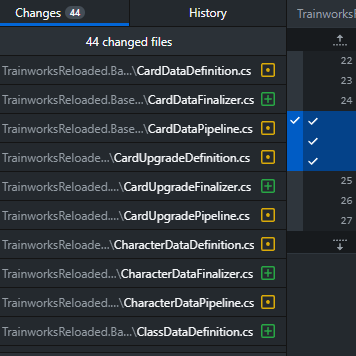 Changes 44 History TrainworksRe
44 changed files
22
TrainworksReloaded.Ba...\CardDataDefinition.cs
23
TrainworksReloaded.Base...\CardDataFinalizer.cs
24
TrainworksReloaded.Base...\CardDataPipeline.cs
TrainworksReloade...\CardUpgradeDefinition.cs
TrainworksReloaded....\CardUpgradeFinalizer.cs
25
TrainworksReloaded....\CardUpgradePipeline.cs
26
27
TrainworksReloaded...\CharacterDataDefinition.cs
TrainworksReloaded...\CharacterDataFinalizer.cs
TrainworksReloaded...\CharacterDataPipeline.cs
TrainworksReloaded.Ba...\ClassDataDefinition.cs